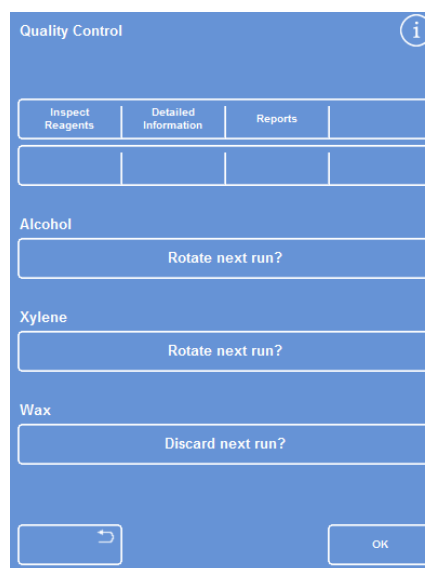 Quality Control
i
Inspect
Reagents
Detailed
Information
Reports
Alcohol
Rotate next run?
Xylene
Rotate next run?
Wax
Discard next run?
OK